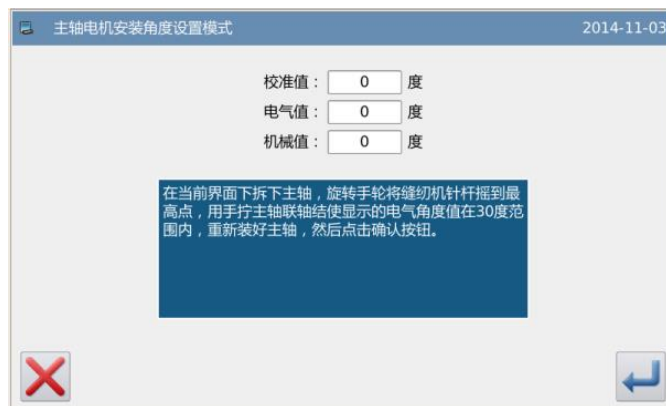 主轴电机安装角度设置模式 2014-11-03
校准值： 0 度
电气值： 0 度
机械值： 0 度
在当前界面下拆下主轴，旋转手轮将缝纫机针杆摇到最
高点，用手拧主轴联轴结使显示的电气角度值在30度范
围内，重新装好主轴，然后点击确认按钮。